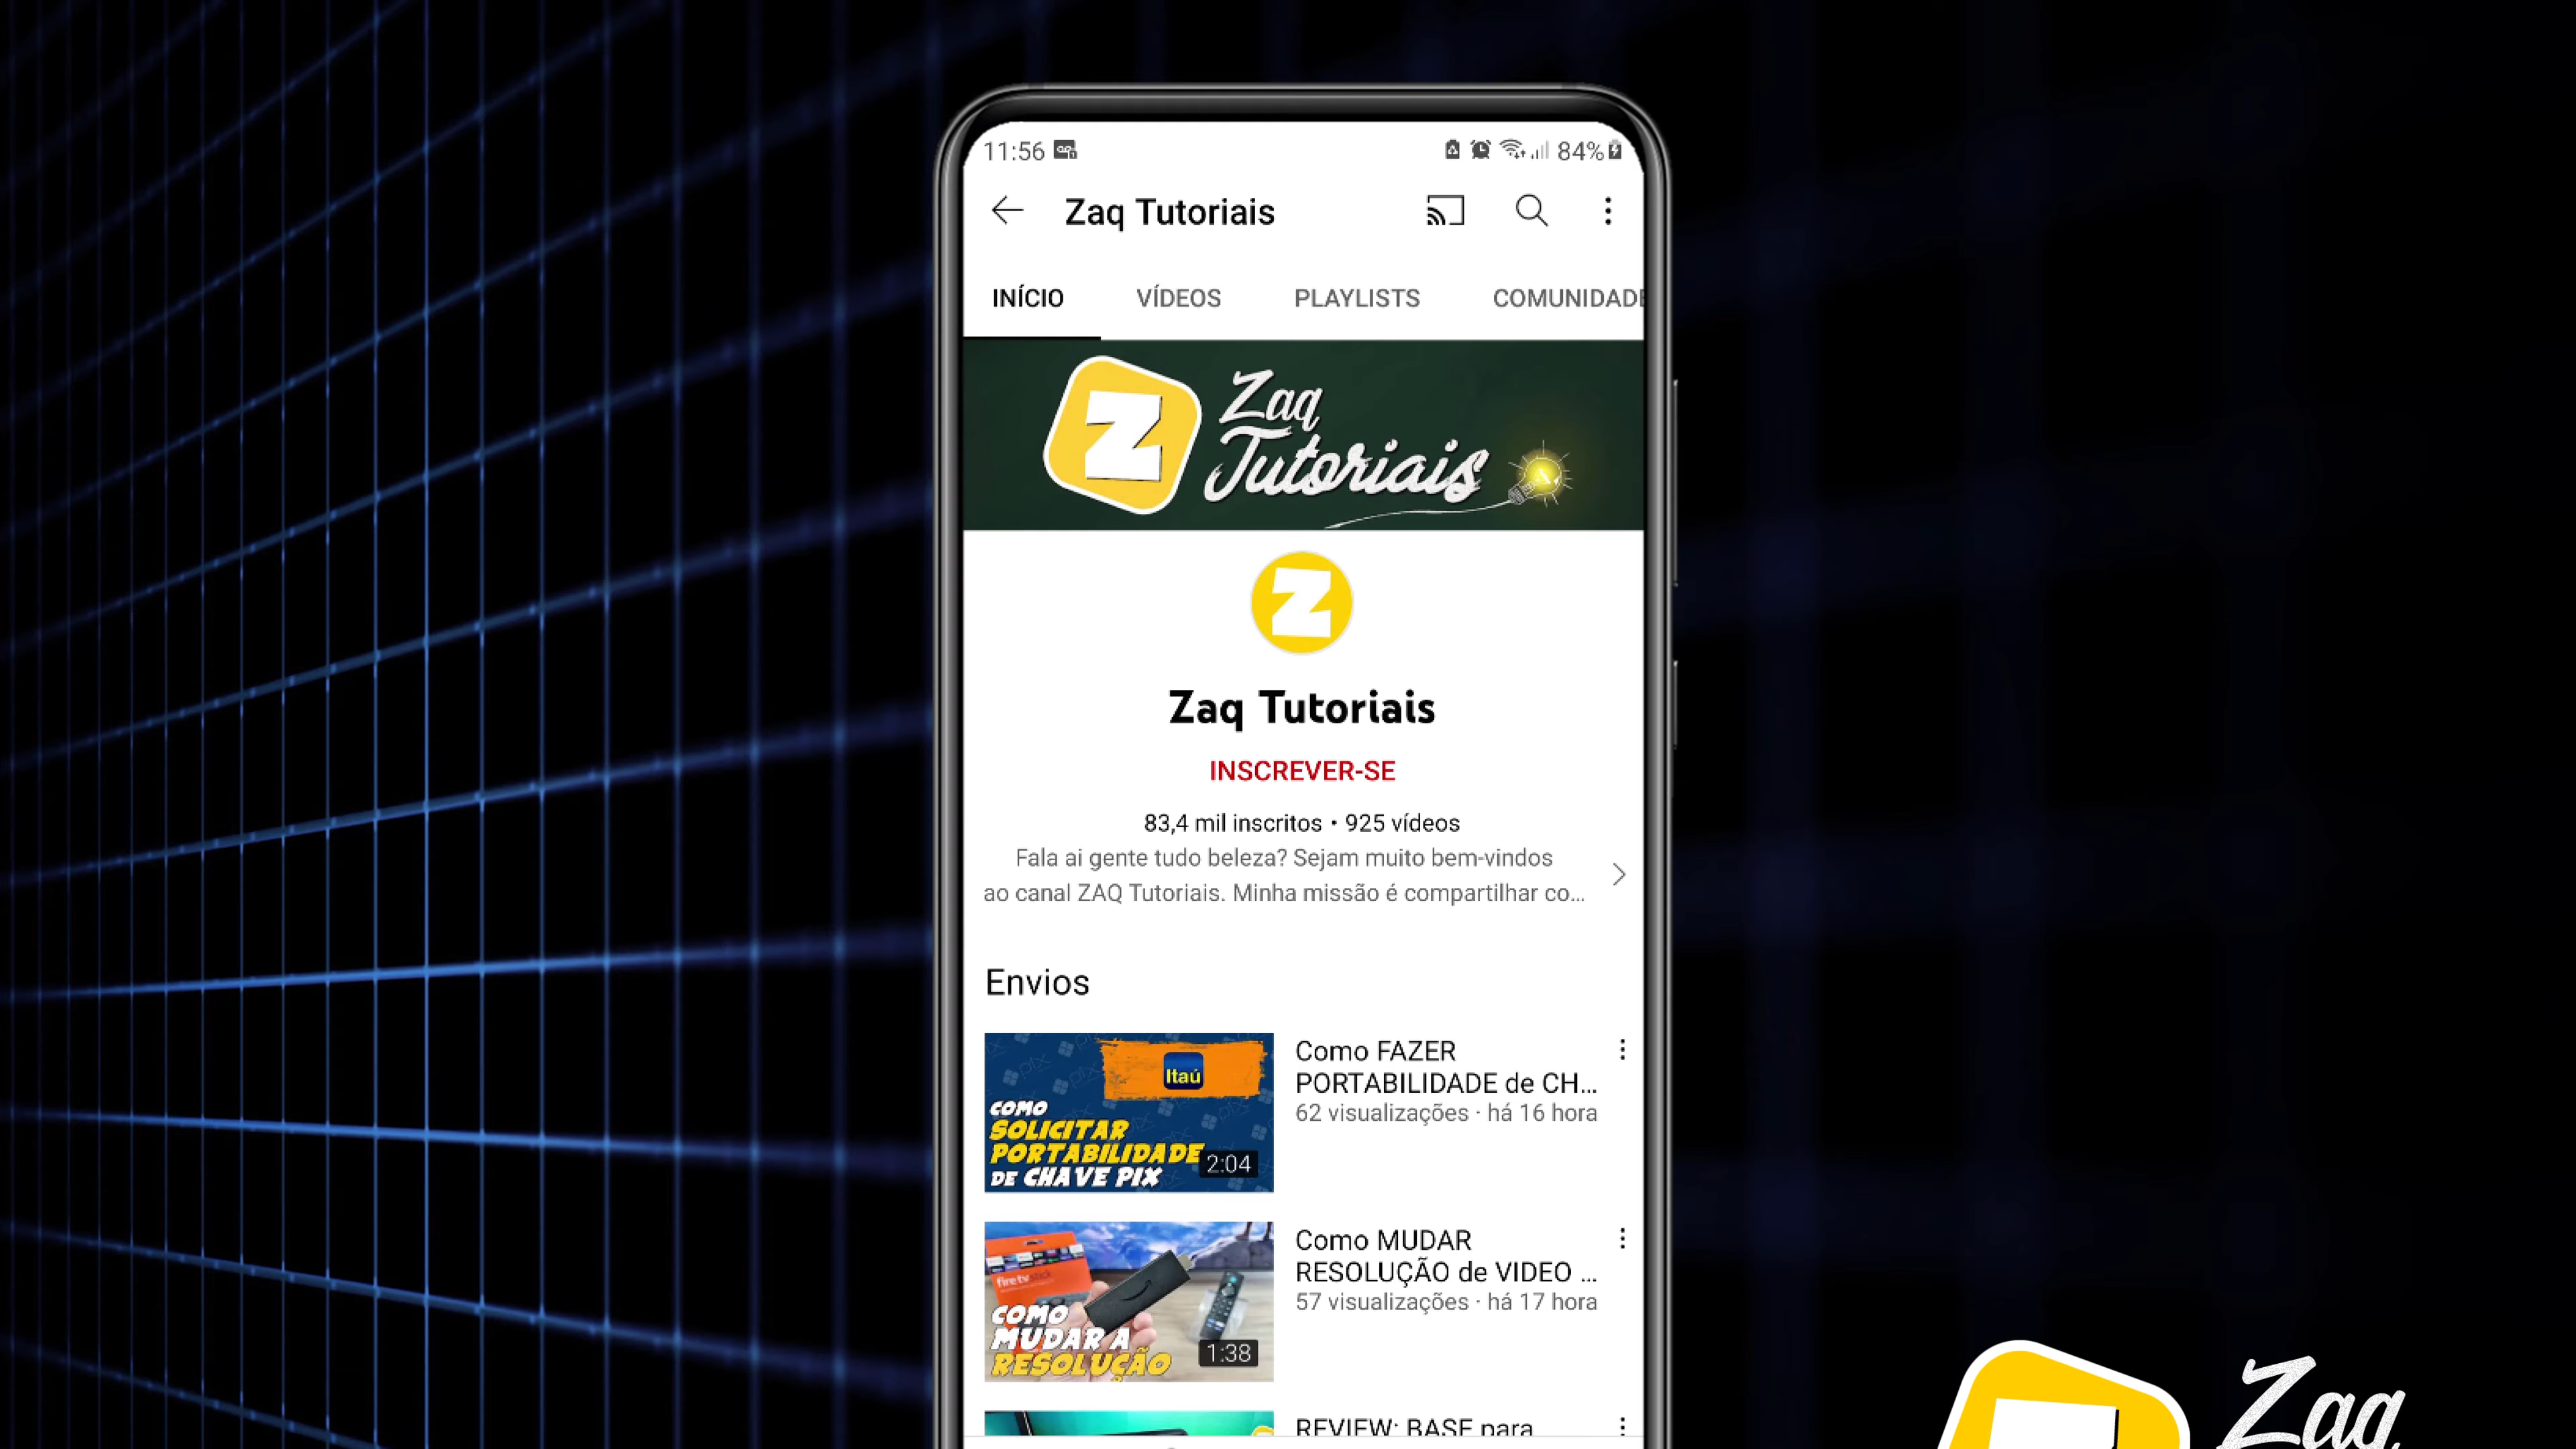 11:56
84%
Zaq Tutoriais
INÍCIO
VÍDEOS
PLAYLISTS
COMUNIDADE
Z
Zaq
Tutoriais
Z
Zaq Tutoriais
INSCREVER-SE
83,4 mil inscritos • 925 vídeos
Fala ai gente tudo beleza? Sejam muito bem-vindos
ao canal ZAQ Tutoriais. Minha missão é compartilhar co...
Envios
pix
Itaú
COMO
SOLICITAR
PORTABILIDADE
DE CHAVE PIX
2:04
Como FAZER
PORTABILIDADE de CH...
62 visualizações · há 16 hora
fire tv stick
COMO
MUDAR A
RESOLUÇÃO
1:38
Como MUDAR
RESOLUÇÃO de VIDEO ...
57 visualizações · há 17 hora
REVIEW: BASE para
Zaq